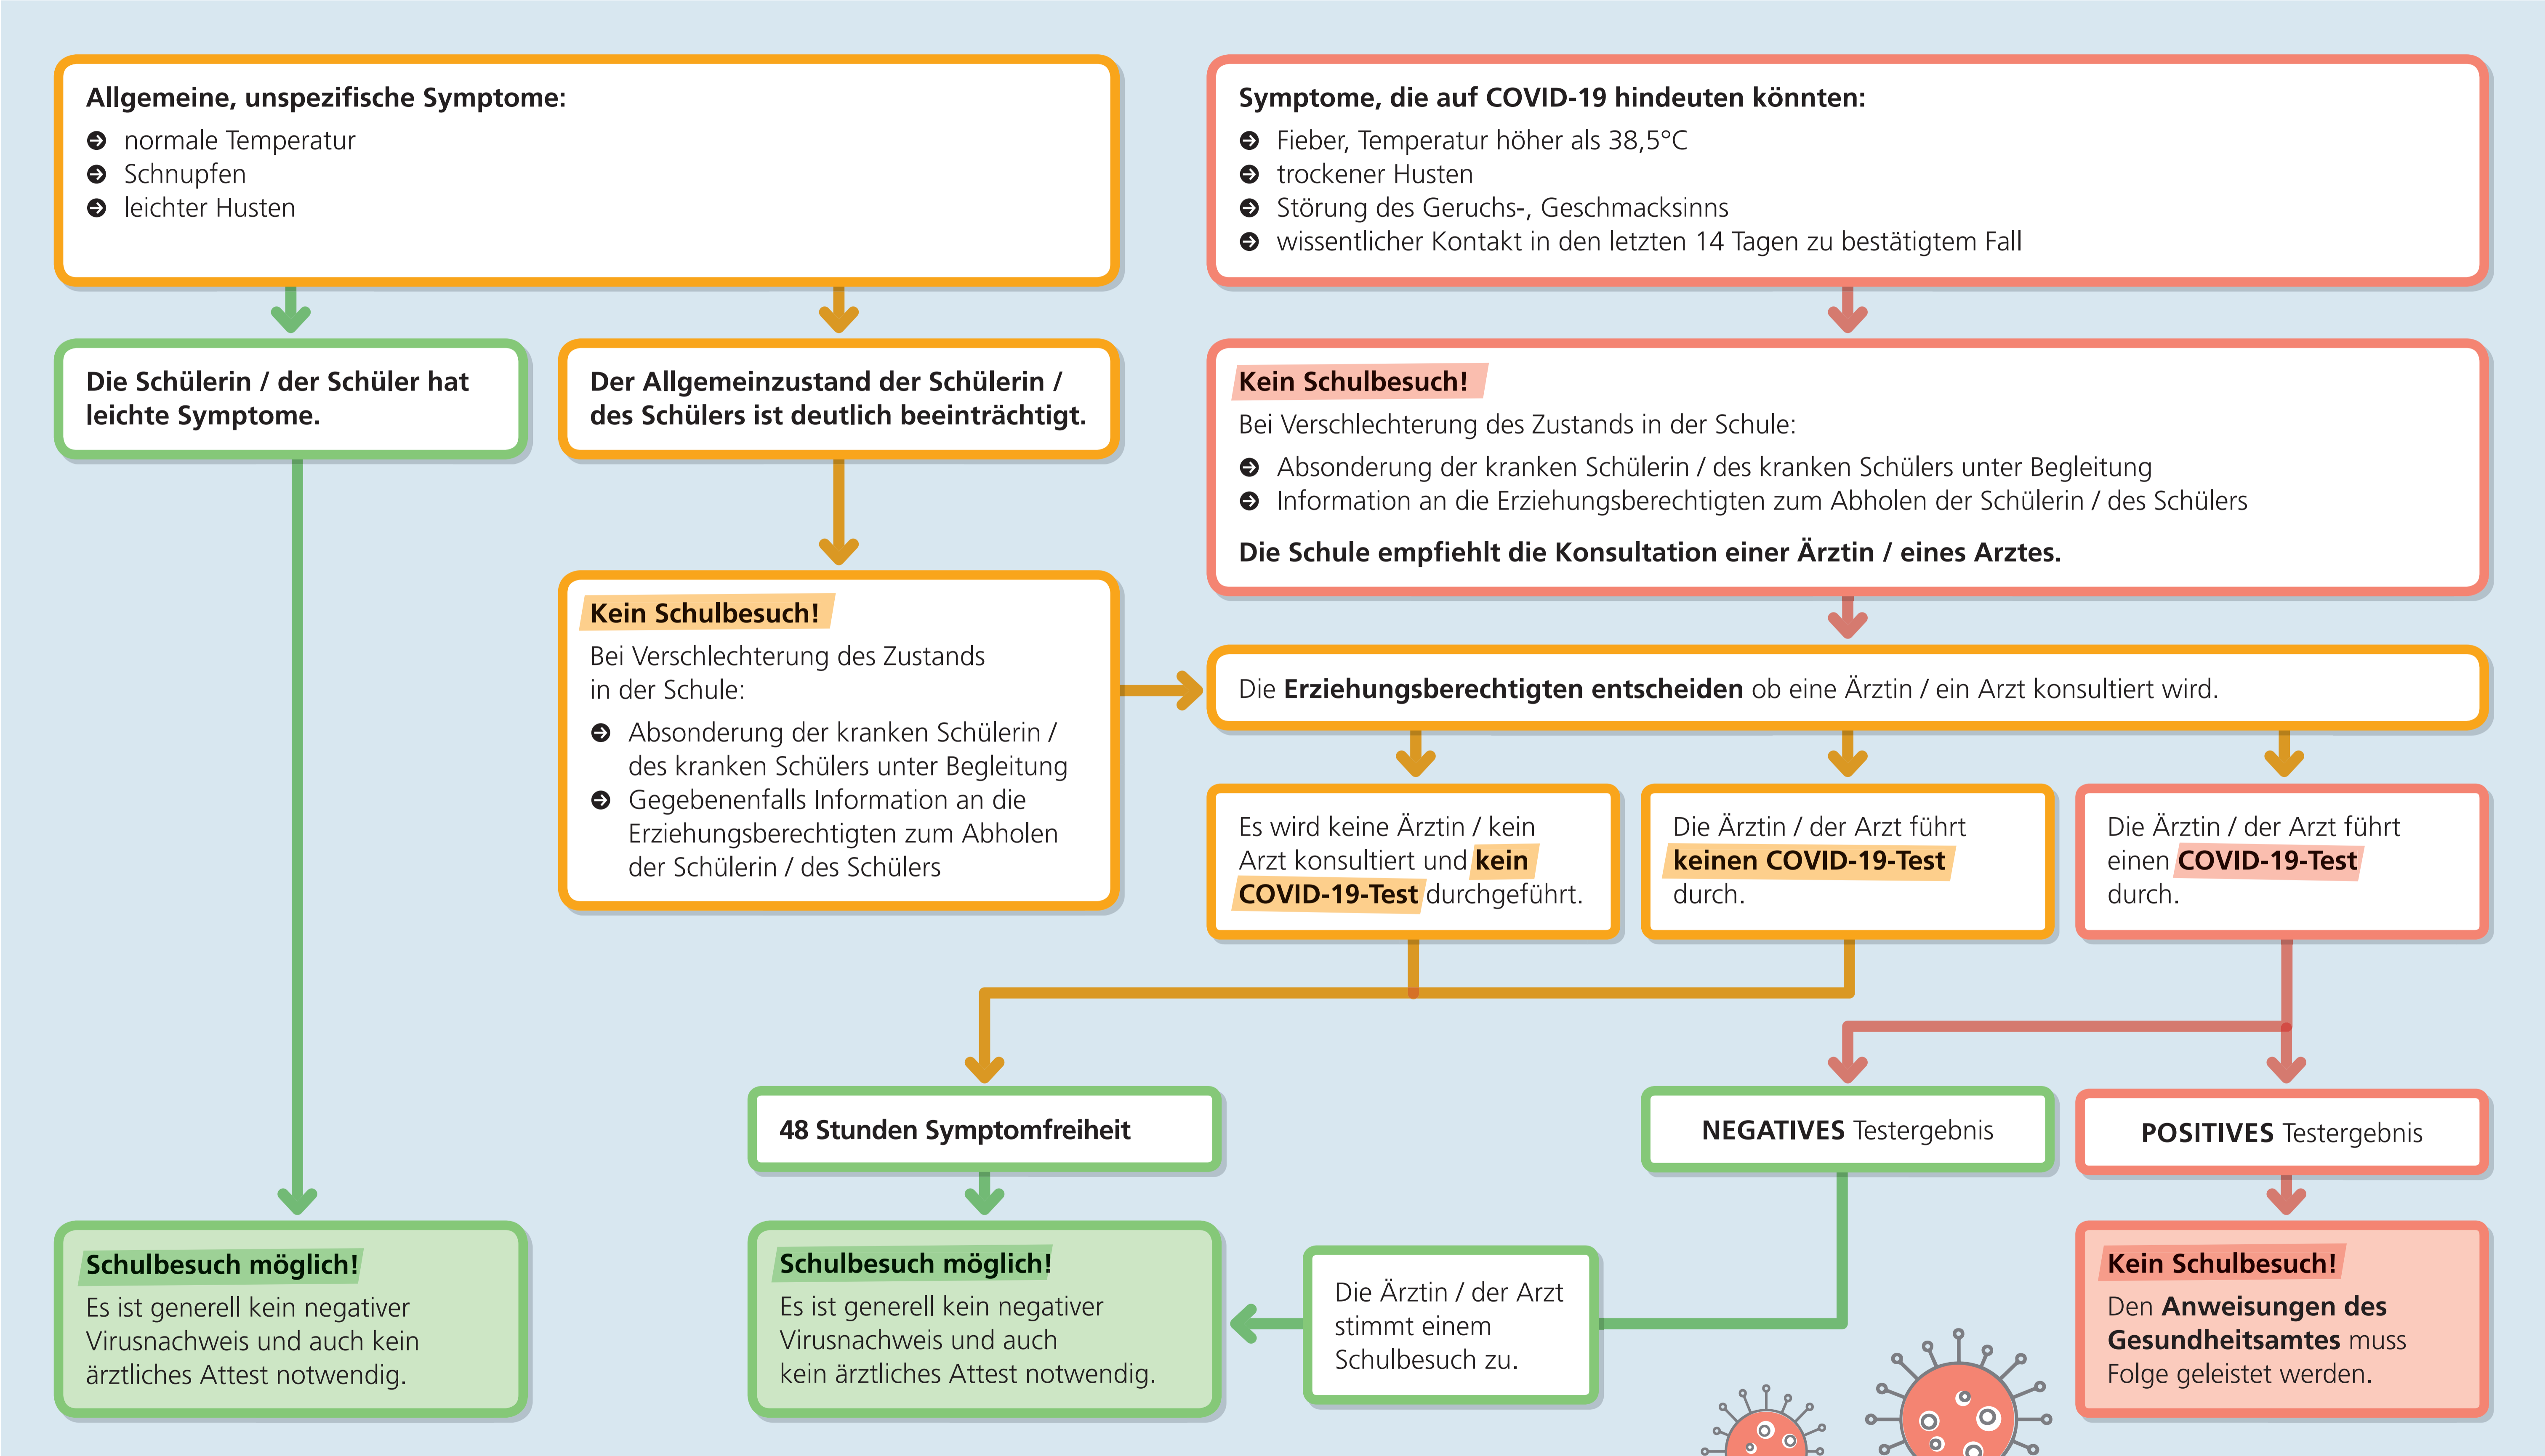 Allgemeine, unspezifische Symptome:
normale Temperatur
Schnupfen
leichter Husten
Symptome, die auf COVID-19 hindeuten könnten:
Fieber, Temperatur höher als 38,5°C
trockener Husten
Störung des Geruchs-, Geschmacksinns
wissentlicher Kontakt in den letzten 14 Tagen zu bestätigtem Fall
Die Schülerin / der Schüler hat
leichte Symptome.
Der Allgemeinzustand der Schülerin /
des Schülers ist deutlich beeinträchtigt.
Kein Schulbesuch!
Bei Verschlechterung des Zustands in der Schule:
Absonderung der kranken Schülerin / des kranken Schülers unter Begleitung
Information an die Erziehungsberechtigten zum Abholen der Schülerin / des Schülers
Die Schule empfiehlt die Konsultation einer Ärztin / eines Arztes.
Kein Schulbesuch!
Bei Verschlechterung des Zustands
in der Schule:
Absonderung der kranken Schülerin /
des kranken Schülers unter Begleitung
Gegebenenfalls Information an die
Erziehungsberechtigten zum Abholen
der Schülerin / des Schülers
Die Erziehungsberechtigten entscheiden ob eine Ärztin / ein Arzt konsultiert wird.
Es wird keine Ärztin / kein
Arzt konsultiert und kein
COVID-19-Test durchgeführt.
Die Ärztin / der Arzt führt
keinen COVID-19-Test
durch.
Die Ärztin / der Arzt führt
einen COVID-19-Test
durch.
48 Stunden Symptomfreiheit
NEGATIVES Testergebnis
POSITIVES Testergebnis
Schulbesuch möglich!
Es ist generell kein negativer
Virusnachweis und auch kein
ärztliches Attest notwendig.
Schulbesuch möglich!
Es ist generell kein negativer
Virusnachweis und auch
kein ärztliches Attest notwendig.
Die Ärztin / der Arzt
stimmt einem
Schulbesuch zu.
Kein Schulbesuch!
Den Anweisungen des
Gesundheitsamtes muss
Folge geleistet werden.